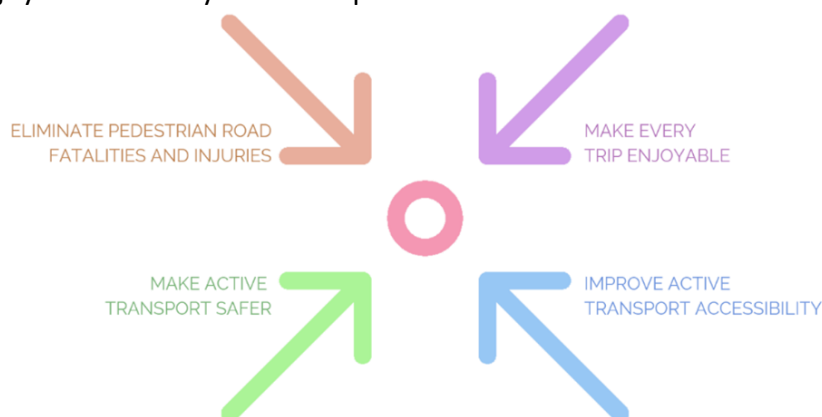 ELIMINATE PEDESTRIAN ROAD
FATALITIES AND INJURIES
MAKE EVERY
TRIP ENJOYABLE
MAKE ACTIVE
TRANSPORT SAFER
IMPROVE ACTIVE
TRANSPORT ACCESSIBILITY